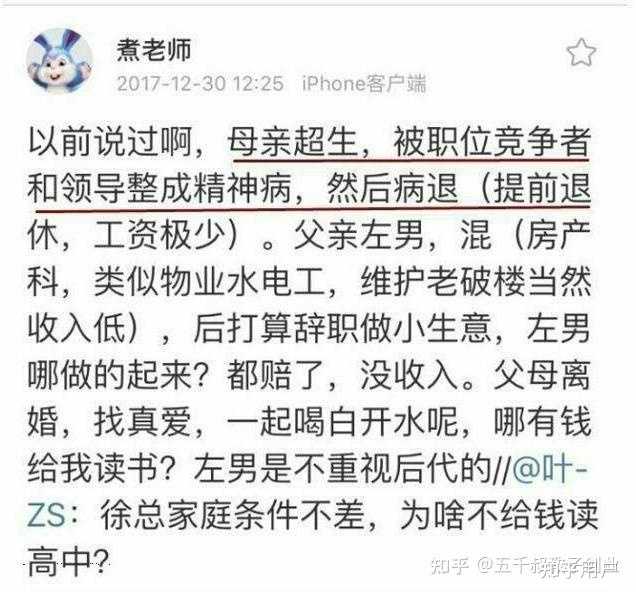 煮老师
2017-12-30 12:25 iPhone客户端
以前说过啊，母亲超生，被职位竞争者
和领导整成精神病，然后病退（提前退
休，工资极少）。父亲左男，混（房产
科，类似物业水电工，维护老破楼当然
收入低），后打算辞职做小生意，左男
哪做的起来？都赔了，没收入。父母离
婚，找真爱，一起喝白开水呢，哪有钱
给我读书？左男是不重视后代的//@叶-
ZS：徐总家庭条件不差，为啥不给钱读
高中？
知乎 @五千叔
知乎用户